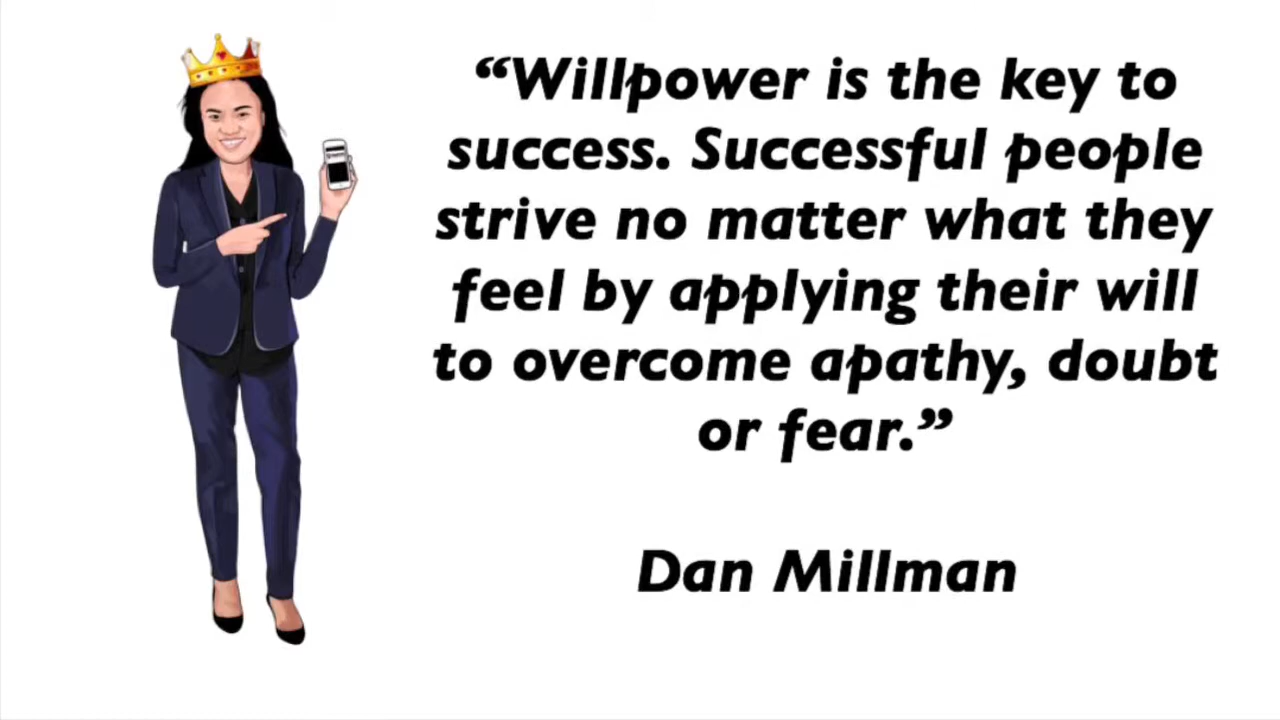 “Willpower is the key to
success. Successful people
strive no matter what they
feel by applying their will
to overcome apathy, doubt
or fear.”
Dan Millman